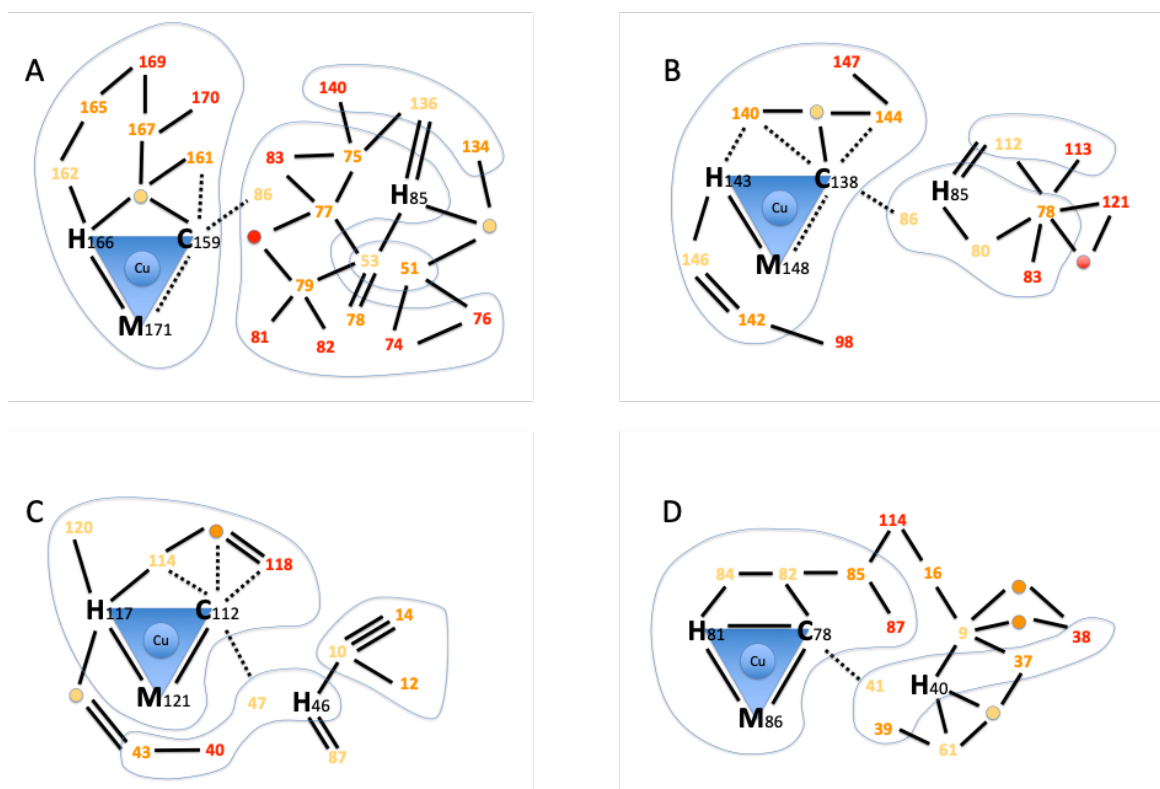 A
169
140
136
165
170
167
134
161
83
75
162
86
H85
77
H166
C159
53
51
Cu
79
78
76
M171
81
82
74
B
147
140
144
112
113
H143
C138
H85
Cu
86
78
121
M148
80
146
83
142
98
C
120
114
118
H117
C112
14
Cu
10
12
M121
47
H46
43
40
87
D
114
84
82
85
16
H81
C78
87
9
38
Cu
37
41
H40
M86
39
61